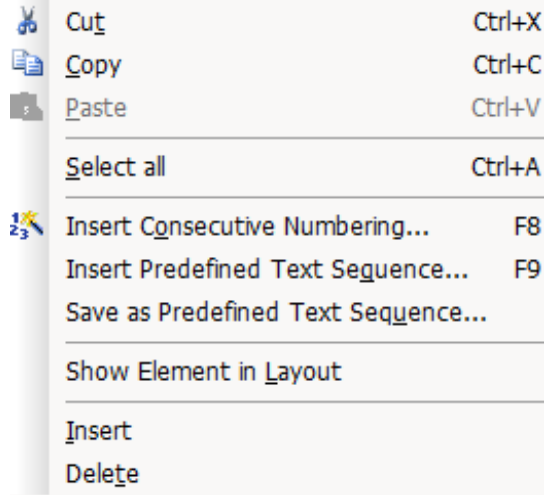 Cut Ctrl+X
Copy Ctrl+C
Paste Ctrl+V
Select all Ctrl+A
Insert Consecutive Numbering... F8
Insert Predefined Text Sequence... F9
Save as Predefined Text Sequence...
Show Element in Layout
Insert
Delete